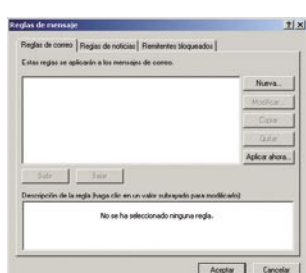 Reglas de mensaje
Reglas de correo Reglas de noticias Remitentes bloqueados
Estas reglas se aplicarán a los mensajes de correo.
Nueva...
Modificar...
Copiar
Quitar
Aplicar ahora...
Subir Bajar
Descripción de la regla (haga clic en un valor subrayado para modificarlo):
No se ha seleccionado ninguna regla.
Aceptar Cancelar